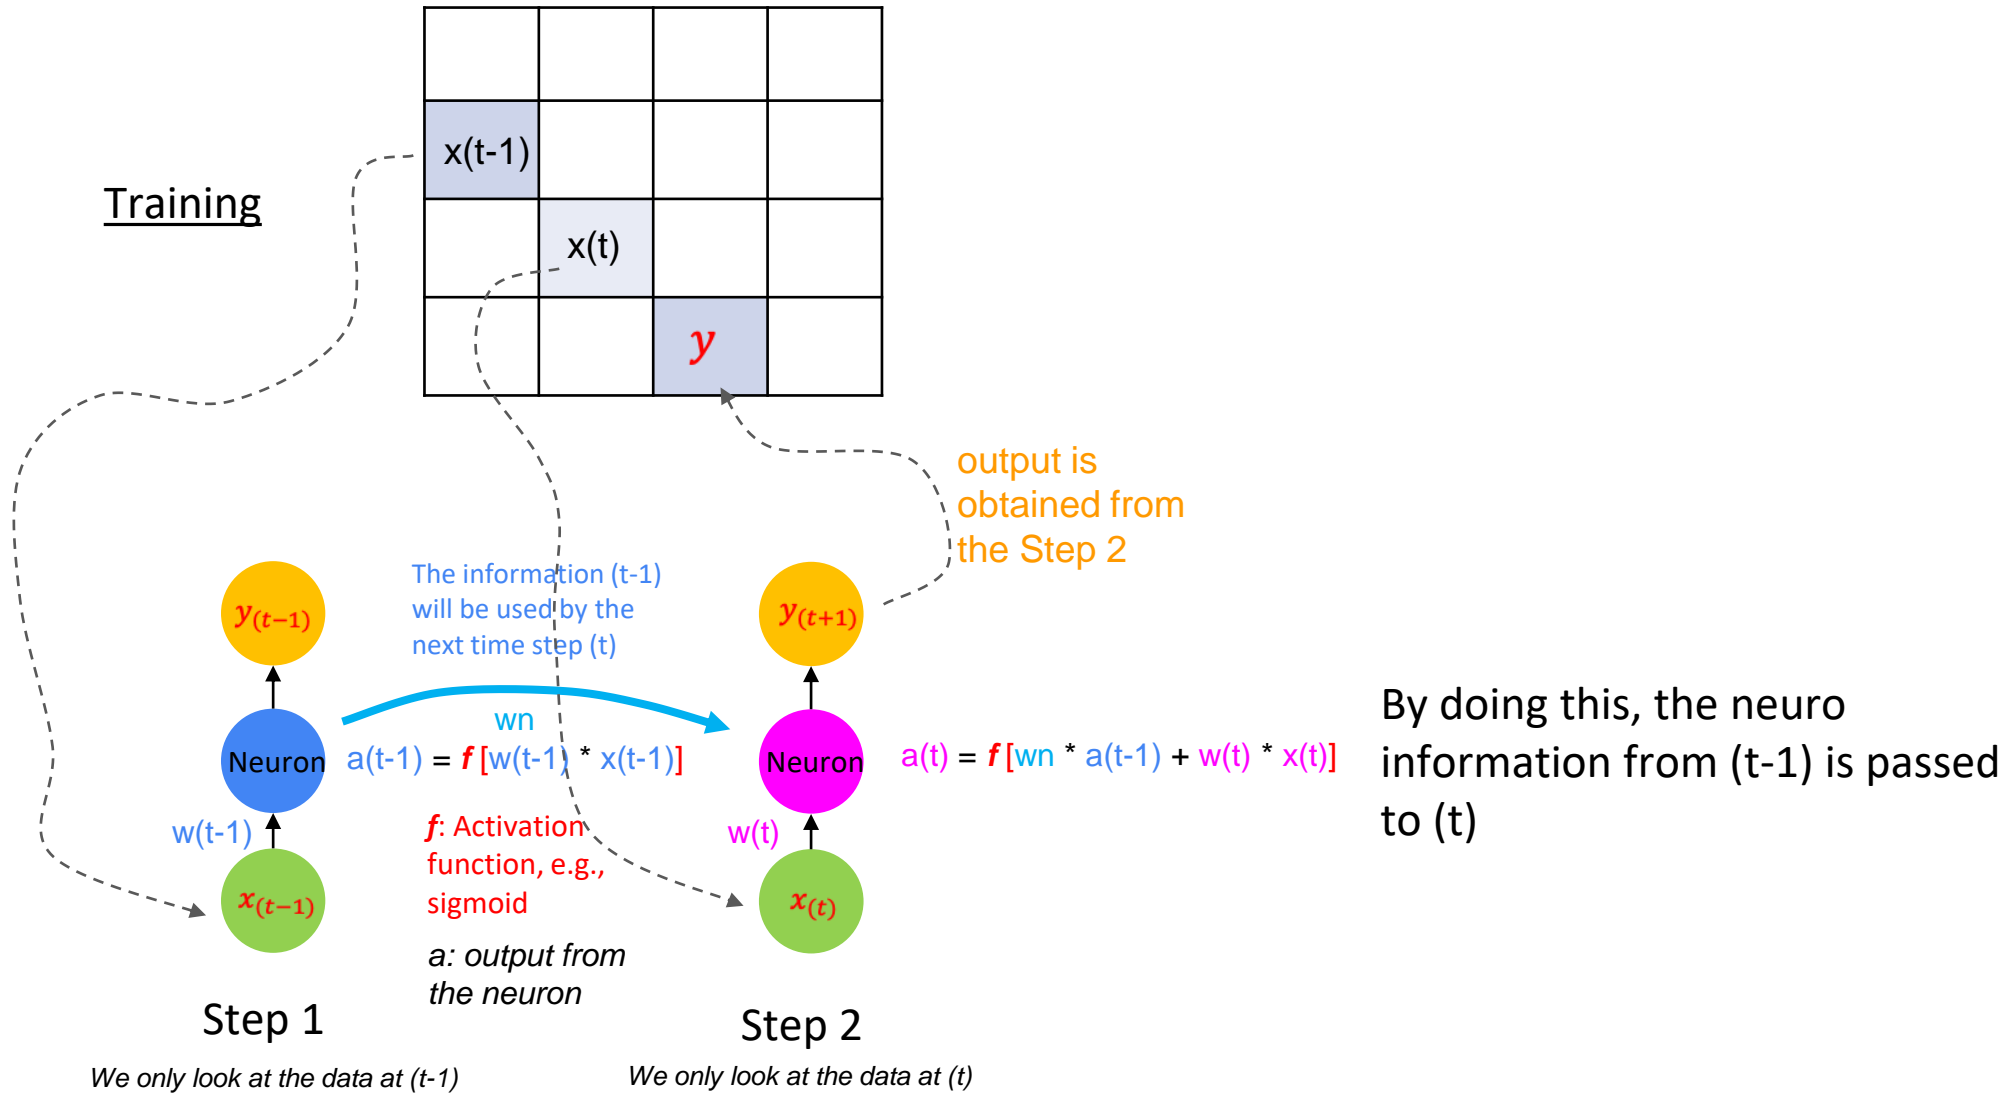 x(t-1)
Training
x(t)
y
output is
obtained from
the Step 2
The information (t-1)
will be used by the
next time step (t)
y(t−1)
y(t+1)
wn
Neuron
a(t-1) = f [w(t-1) * x(t-1)]
Neuron
a(t) = f [wn * a(t-1) + w(t) * x(t)]
By doing this, the neuro
information from (t-1) is passed
to (t)
w(t-1)
f: Activation
function, e.g.,
sigmoid
w(t)
x(t−1)
x(t)
a: output from
the neuron
Step 1
Step 2
We only look at the data at (t-1)
We only look at the data at (t)